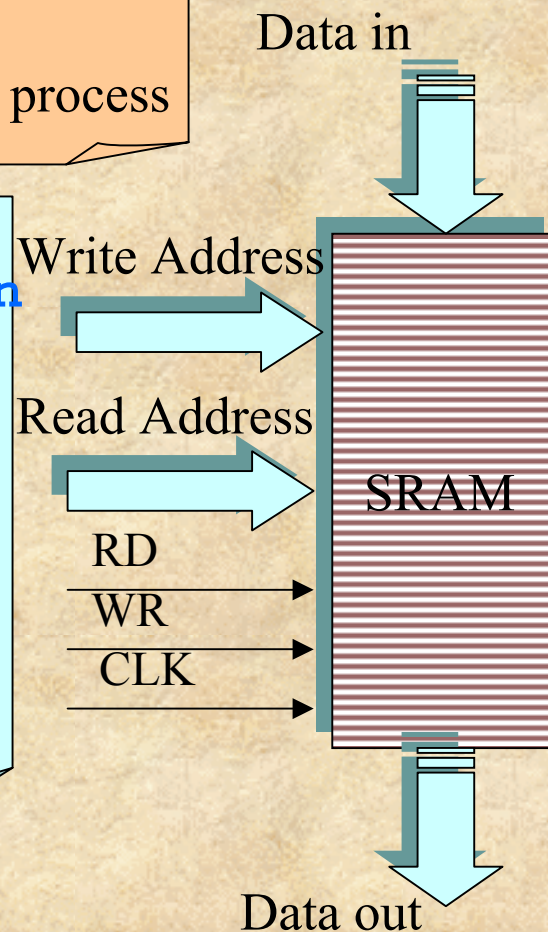 Data in
process
Write Address
n
Read Address
SRAM
RD
WR
CLK
Data out